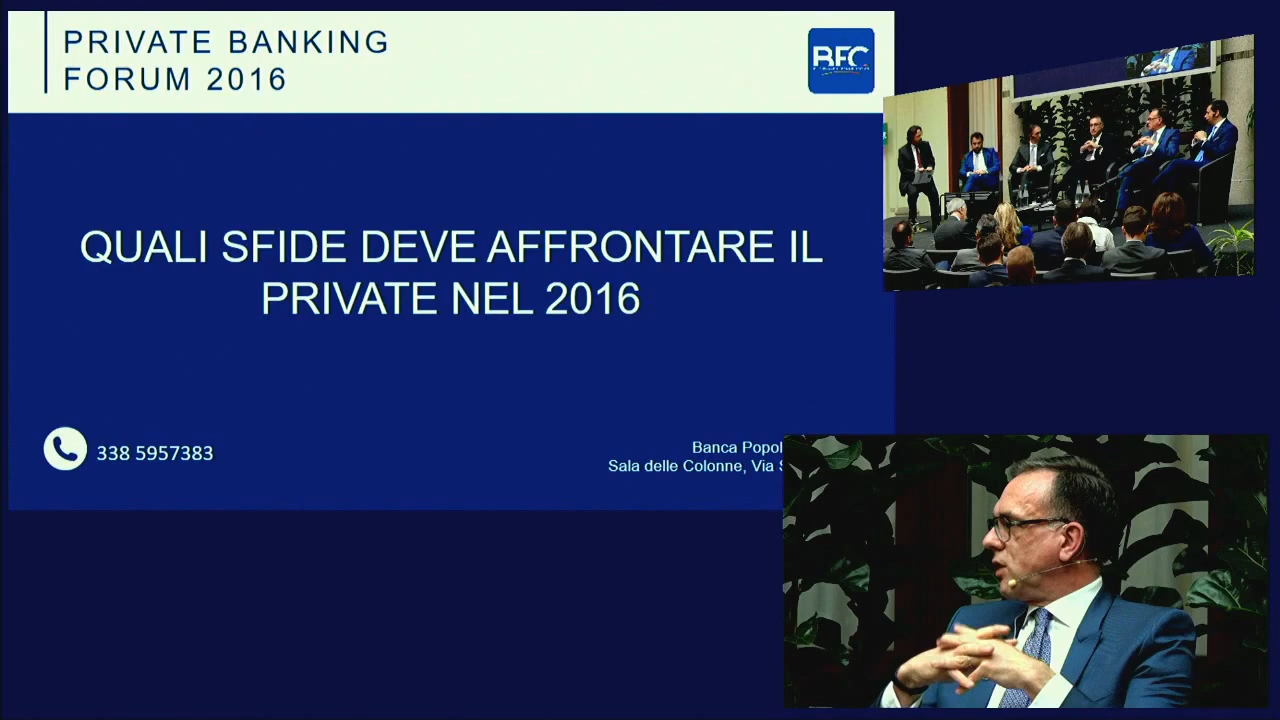 PRIVATE BANKING
FORUM 2016
BFC
QUALI SFIDE DEVE AFFRONTARE IL
PRIVATE NEL 2016
338 5957383
Banca Popol
Sala delle Colonne, Via S